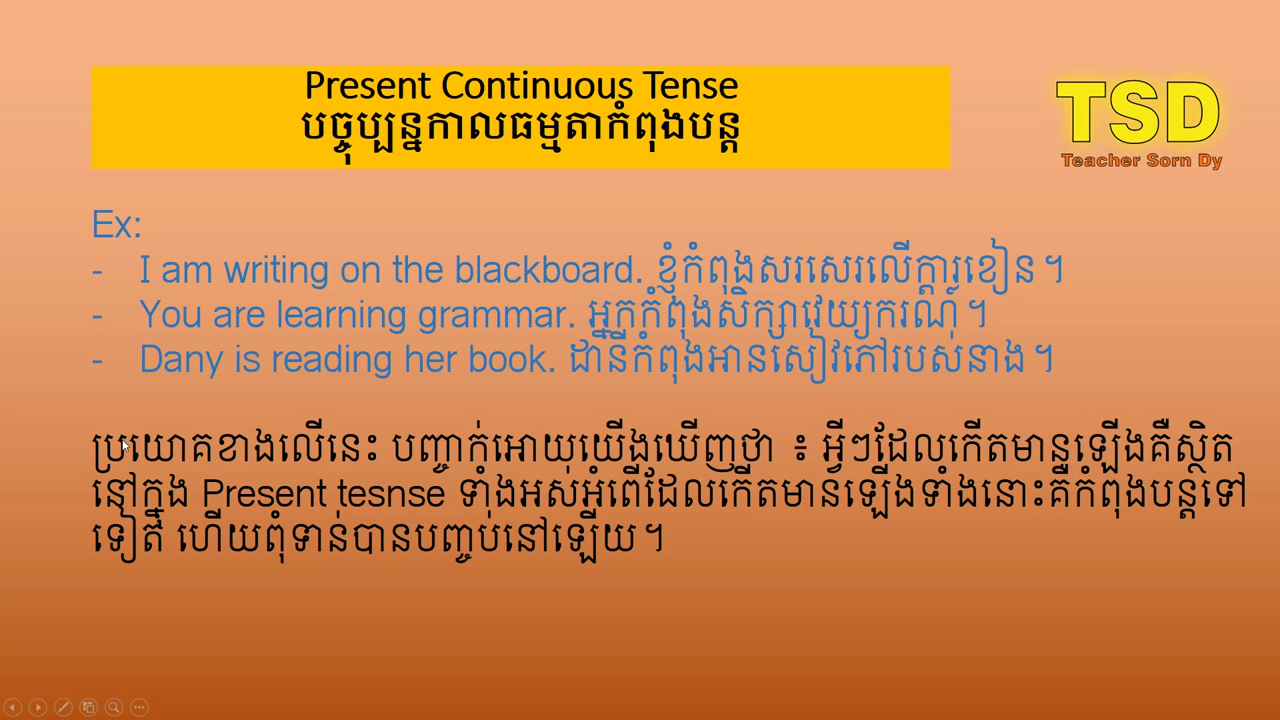 Present Continuous Tense
បច្ចុប្បន្នកាលធម្មតាកំពុងបន្ត
TSD
Teacher Sorn Dy
Ex:
- I am writing on the blackboard. ខ្ញុំកំពុងសរសេរលើក្តារខៀន។
- You are learning grammar. អ្នកកំពុងសិក្សាវេយ្យករណ៍។
- Dany is reading her book. ដានីកំពុងអានសៀវភៅរបស់នាង។
ប្រយោគខាងលើនេះ បញ្ជាក់អោយយើងឃើញថា ៖ អ្វីៗដែលកើតមានឡើងគឺស្ថិត
នៅក្នុង Present tesnse ទាំងអស់អំពើដែលកើតមានឡើងទាំងនោះគឺកំពុងបន្តទៅ
ទៀត ហើយពុំទាន់បានបញ្ចប់នៅឡើយ។